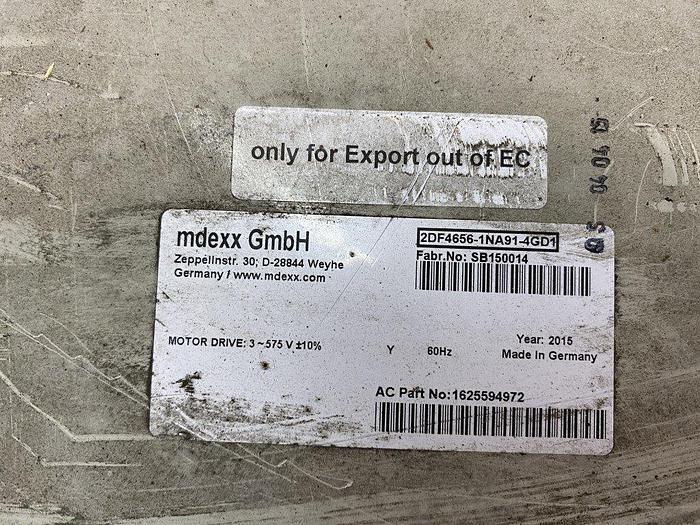 only for Export out of EC
mdexx GmbH
Zeppelinstr. 30; D-28844 Weyhe
Germany / www.mdexx.com
2DF4656-1NA91-4GD1
Fabr.No: SB150014
MOTOR DRIVE: 3 ~ 575 V ±10%
Y
60Hz
Year: 2015
Made in Germany
AC Part No:1625594972